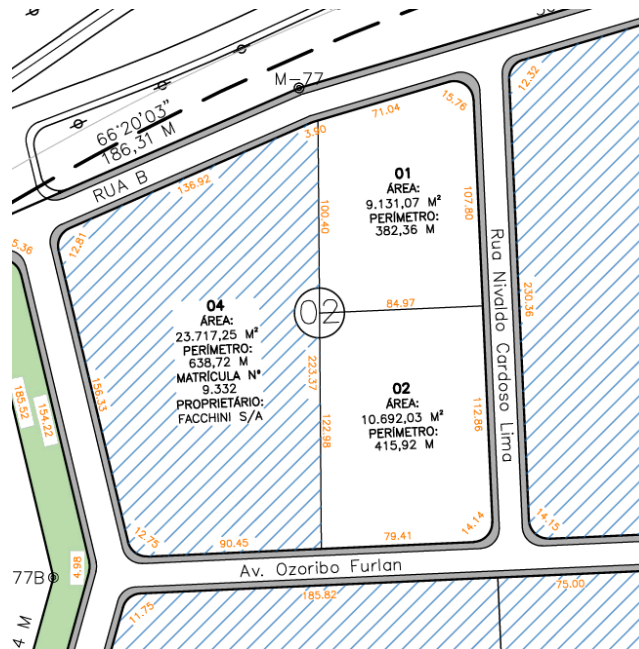 M-77
66°20'03"
186,31 M
RUA B
136.92
3.90
71.04
15.76
12.32
01
ÁREA:
9.131,07 M²
PERÍMETRO:
382,36 M
107.80
100.40
12.81
5.36
Rua Nivaldo Cardoso Lima
230.36
84.97
02
04
ÁREA:
23.717,25 M²
PERÍMETRO:
638,72 M
MATRÍCULA N°
9.332
PROPRIETÁRIO:
FACCHINI S/A
223.37
122.98
156.33
154.22
185.52
02
ÁREA:
10.692,03 M²
PERÍMETRO:
415,92 M
112.86
12.75
90.45
79.41
14.14
14.15
4.98
77B
Av. Ozoribo Furlan
185.82
75.00
11.75
4 M